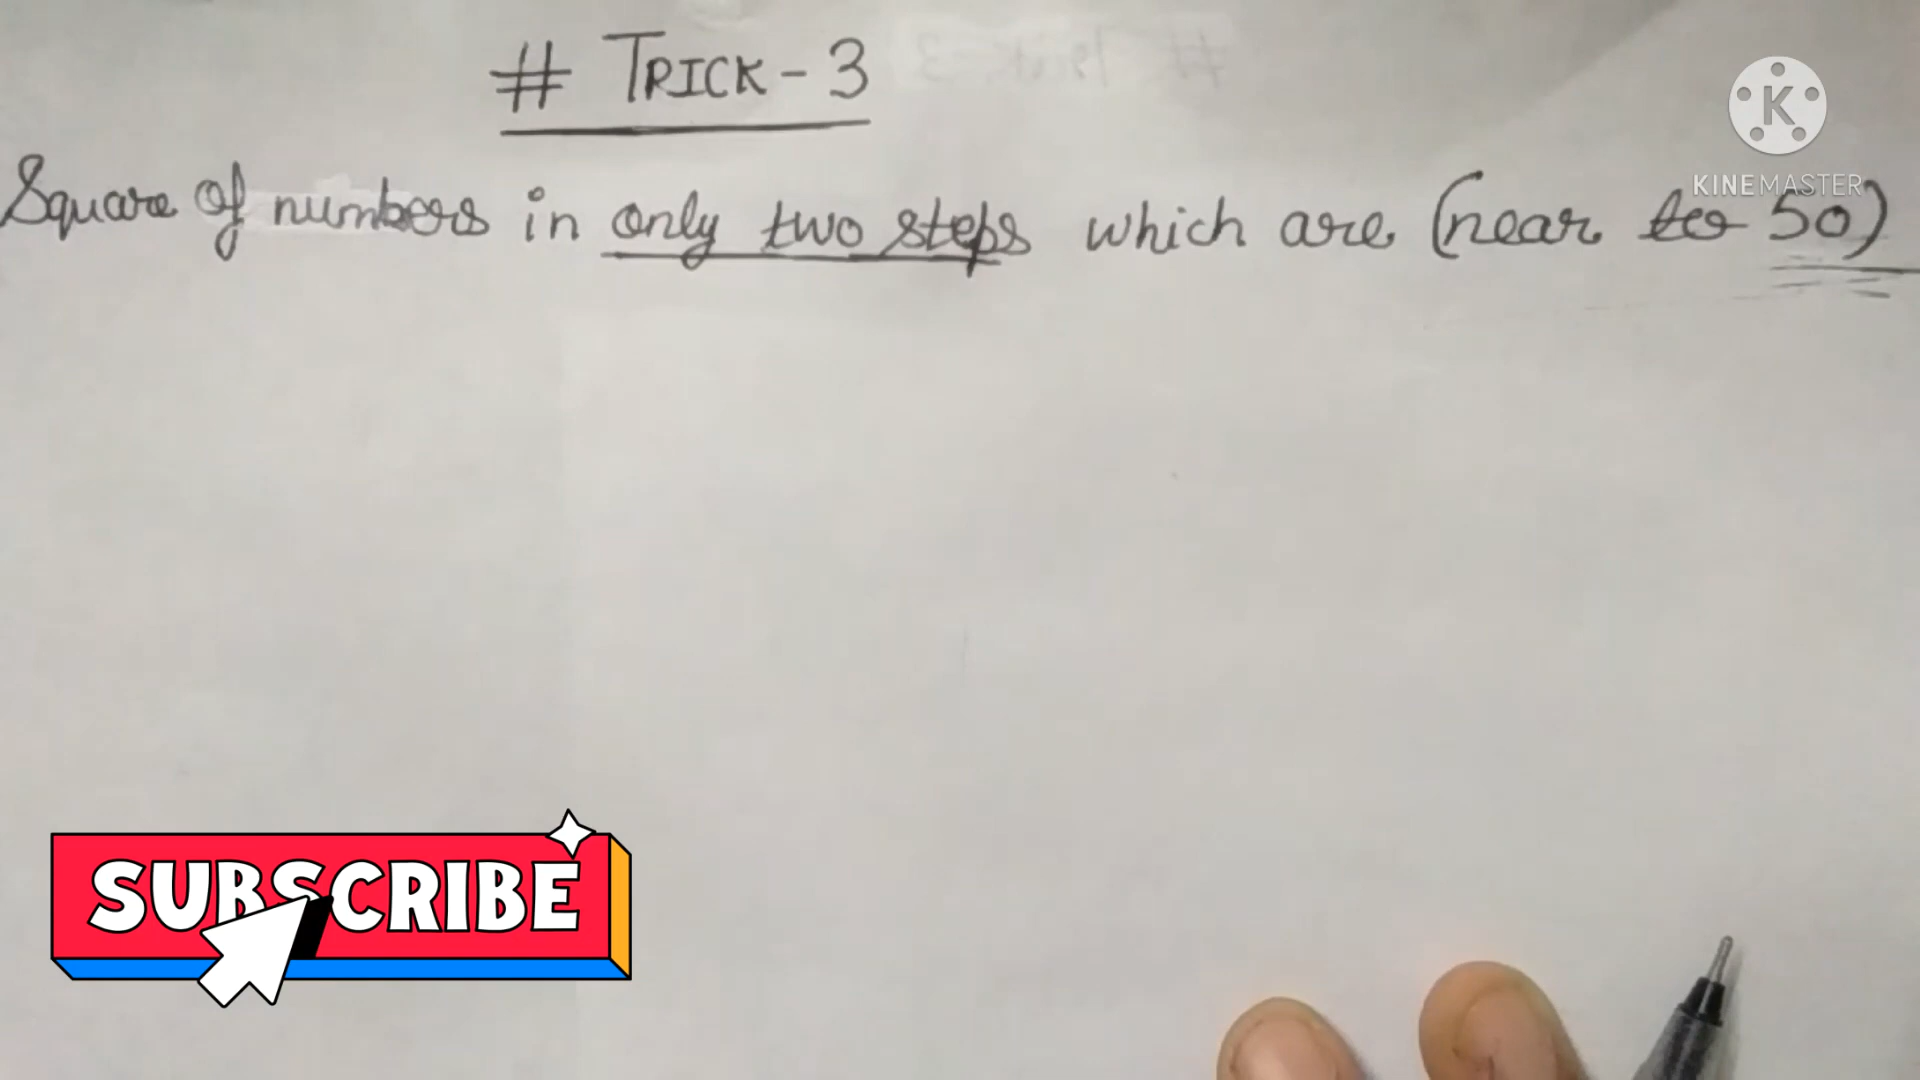 # TRICK-3
Square of numbers in only two steps which are (near to 50)
KINEMASTER
SUBSCRIBE